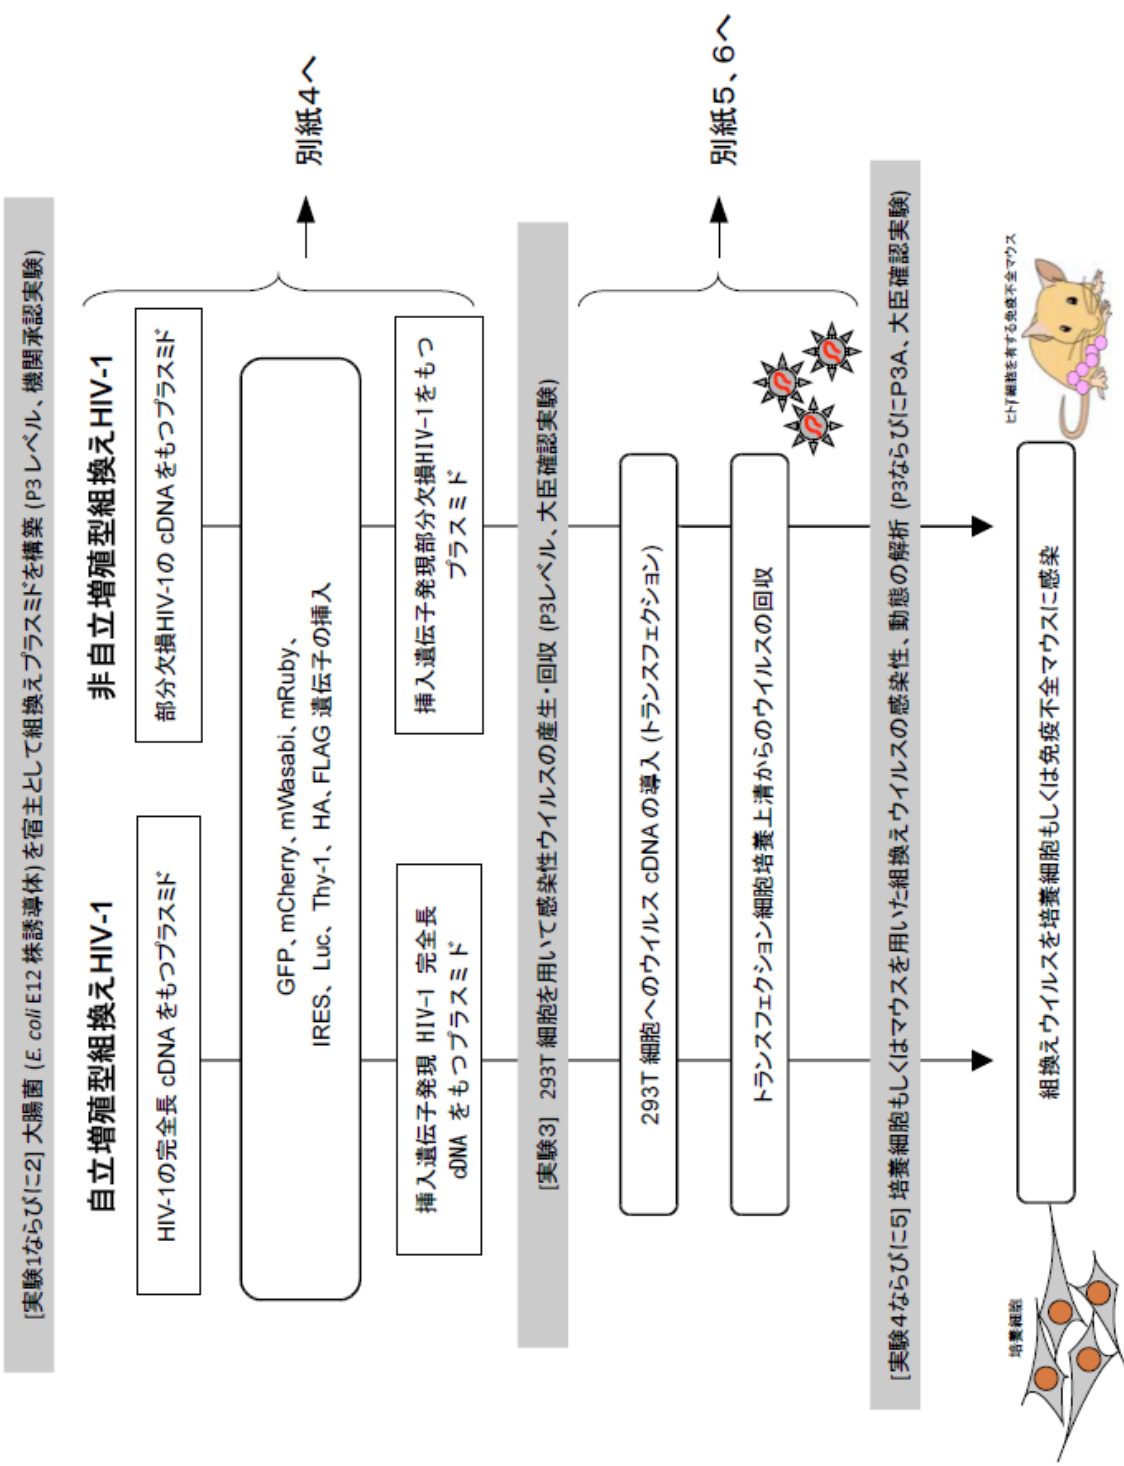 [実験1ならびに2] 大腸菌 (E. coli E12 株誘導体) を宿主として組換えプラスミドを構築 (P3 レベル、機関承認実験)
自立増殖型組換えHIV-1
非自立増殖型組換えHIV-1
HIV-1の完全長 cDNA をもつプラスミド
部分欠損HIV-1の cDNA をもつプラスミド
GFP、mCherry、mWasabi、mRuby、
IRES、Luc、Thy-1、HA、FLAG 遺伝子の挿入
別紙4へ
挿入遺伝子発現 HIV-1 完全長
cDNA をもつプラスミド
挿入遺伝子発現部分欠損HIV-1をもつ
プラスミド
[実験3] 293T 細胞を用いて感染性ウイルスの産生・回収 (P3レベル、大臣確認実験)
293T 細胞へのウイルス cDNA の導入 (トランスフェクション)
トランスフェクション細胞培養上清からのウイルスの回収
別紙5、6へ
[実験4ならびに5] 培養細胞もしくはマウスを用いた組換えウイルスの感染性、動態の解析 (P3ならびにP3A、大臣確認実験)
培養細胞
組換えウイルスを培養細胞もしくは免疫不全マウスに感染
ヒトT細胞を有する免疫不全マウス